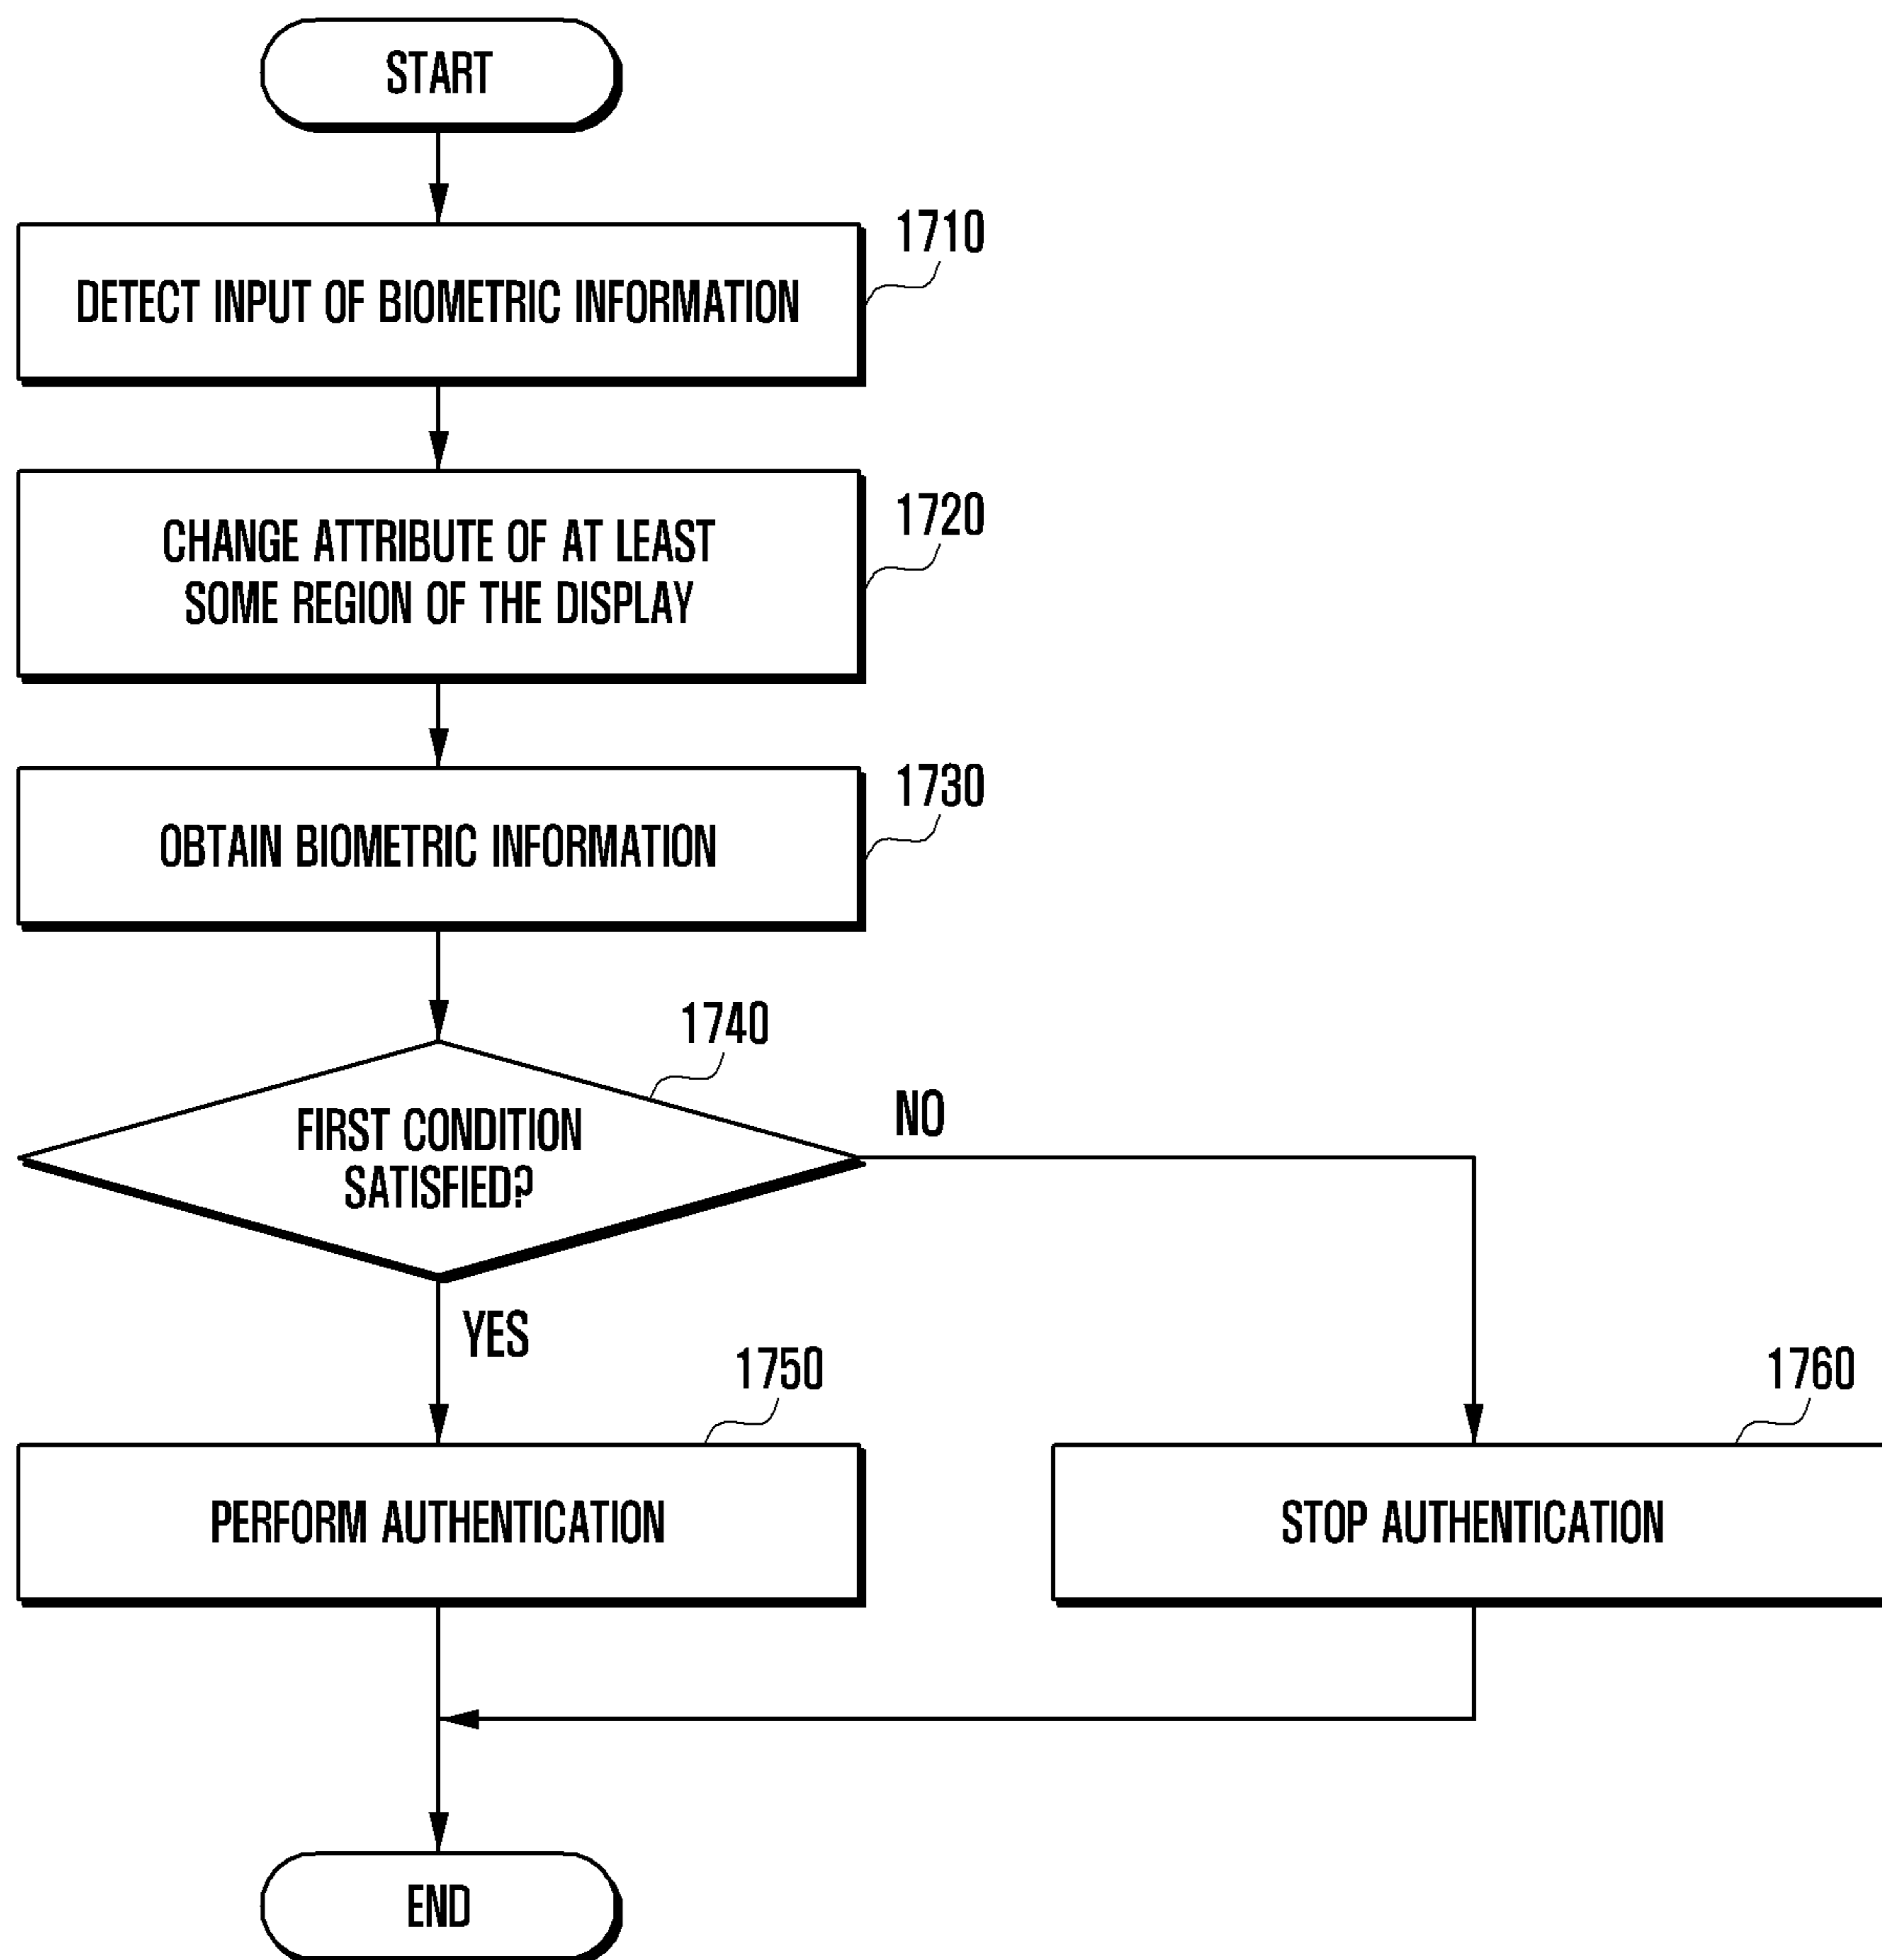 START
1710
DETECT INPUT OF BIOMETRIC INFORMATION
1720
CHANGE ATTRIBUTE OF AT LEAST
SOME REGION OF THE DISPLAY
1730
OBTAIN BIOMETRIC INFORMATION
1740
FIRST CONDITION
SATISFIED?
NO
YES
1750
PERFORM AUTHENTICATION
1760
STOP AUTHENTICATION
END